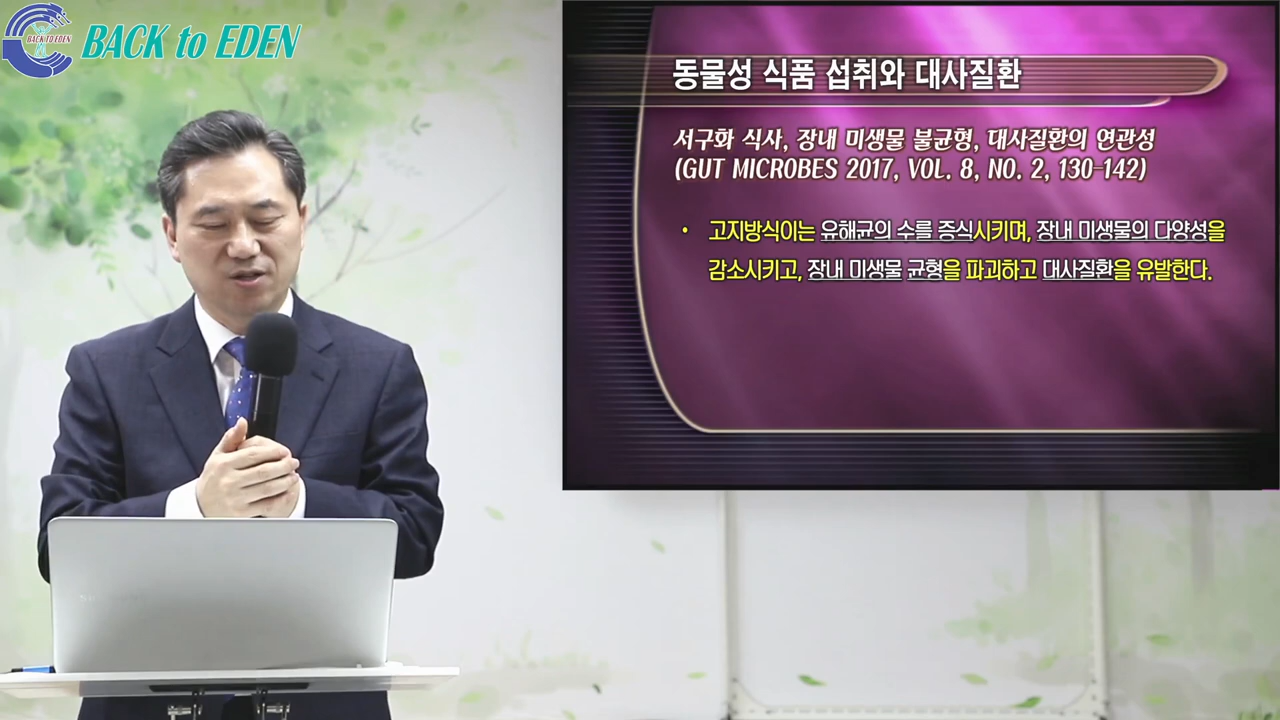 BACK TO EDEN
BACK to EDEN
동물성 식품 섭취와 대사질환
서구화 식사, 장내 미생물 불균형, 대사질환의 연관성
(GUT MICROBES 2017, VOL. 8, NO. 2, 130-142)
• 고지방식이는 유해균의 수를 증식시키며, 장내 미생물의 다양성을
감소시키고, 장내 미생물 균형을 파괴하고 대사질환을 유발한다.